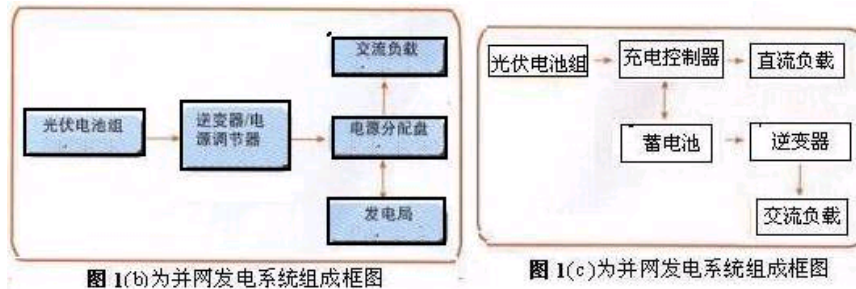 交流负载
光伏电池组
逆变器/电
源调节器
电源分配盘
发电局
图 1(b)为并网发电系统组成框图
光伏电池组
充电控制器
直流负载
蓄电池
逆变器
交流负载
图 1(c)为并网发电系统组成框图